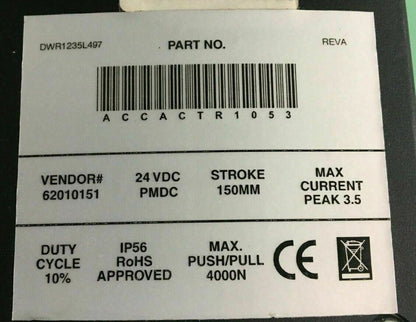 DWR1235L497 PART NO. REVA
ACCACTR1053
VENDOR# 24 VDC STROKE MAX
62010151 PMDC 150MM CURRENT
PEAK 3.5
DUTY IP56 MAX.
CYCLE RoHS PUSH/PULL
10% APPROVED 4000N
CE